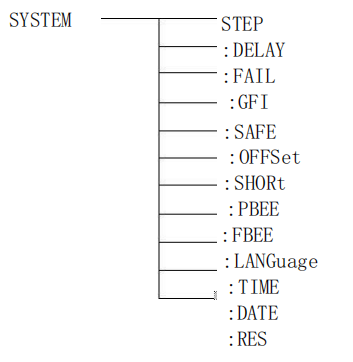 SYSTEM STEP
:DELAY
:FAIL
:GFI
:SAFE
:OFFSet
:SHORt
:PBEE
:FBEE
:LANGuage
:TIME
:DATE
:RES